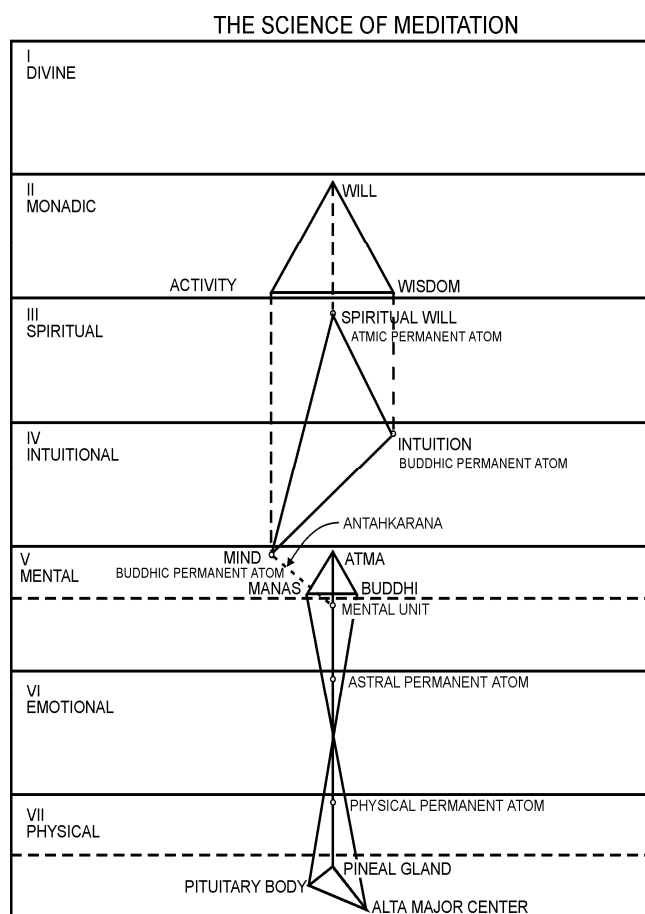 THE SCIENCE OF MEDITATION
I
DIVINE
II
MONADIC
WILL
ACTIVITY
WISDOM
III
SPIRITUAL
SPIRITUAL WILL
ATMIC PERMANENT ATOM
IV
INTUITIONAL
INTUITION
BUDDHIC PERMANENT ATOM
ANTAHKARANA
V
MENTAL
MIND
BUDDHIC PERMANENT ATOM
ATMA
MANAS
BUDDHI
MENTAL UNIT
VI
EMOTIONAL
ASTRAL PERMANENT ATOM
VII
PHYSICAL
PHYSICAL PERMANENT ATOM
PINEAL GLAND
PITUITARY BODY
ALTA MAJOR CENTER